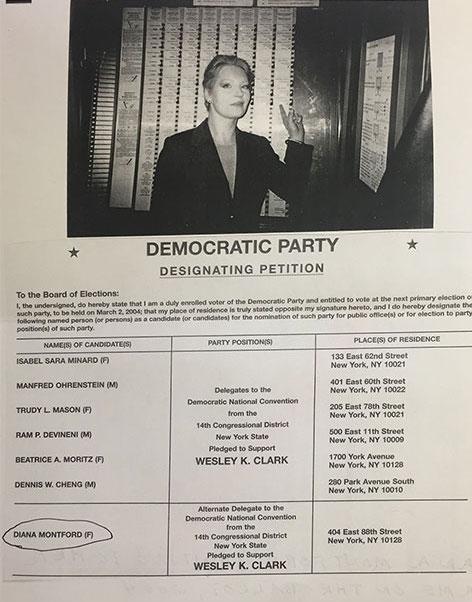 DEMOCRATIC PARTY
DESIGNATING PETITION
To the Board of Elections:
I, the undersigned, do hereby state that I am a duly enrolled voter of the Democratic Party and entitled to vote at the next primary election of
such party, to be held on March 2, 2004; that my place of residence is truly stated opposite my signature hereto, and I do hereby designate the
following named person (or persons) as a candidate (or candidates) for the nomination of such party for public office(s) or for election to party
position(s) of such party.
NAME(S) OF CANDIDATE(S)
PARTY POSITION(S)
PLACE(S) OF RESIDENCE
ISABEL SARA MINARD (F)
133 East 62nd Street
New York, NY 10021
MANFRED OHRENSTEIN (M)
401 East 60th Street
New York, NY 10022
TRUDY L. MASON (F)
205 East 78th Street
New York, NY 10021
RAM P. DEVINENI (M)
500 East 11th Street
New York, NY 10009
BEATRICE A. MORITZ (F)
1700 York Avenue
New York, NY 10128
DENNIS W. CHENG (M)
280 Park Avenue South
New York, NY 10010
Delegates to the
Democratic National Convention
from the
14th Congressional District
New York State
Pledged to Support
WESLEY K. CLARK
DIANA MONTFORD (F)
Alternate Delegate to the
Democratic National Convention
from the
14th Congressional District
New York State
Pledged to Support
WESLEY K. CLARK
404 East 88th Street
New York, NY 10128